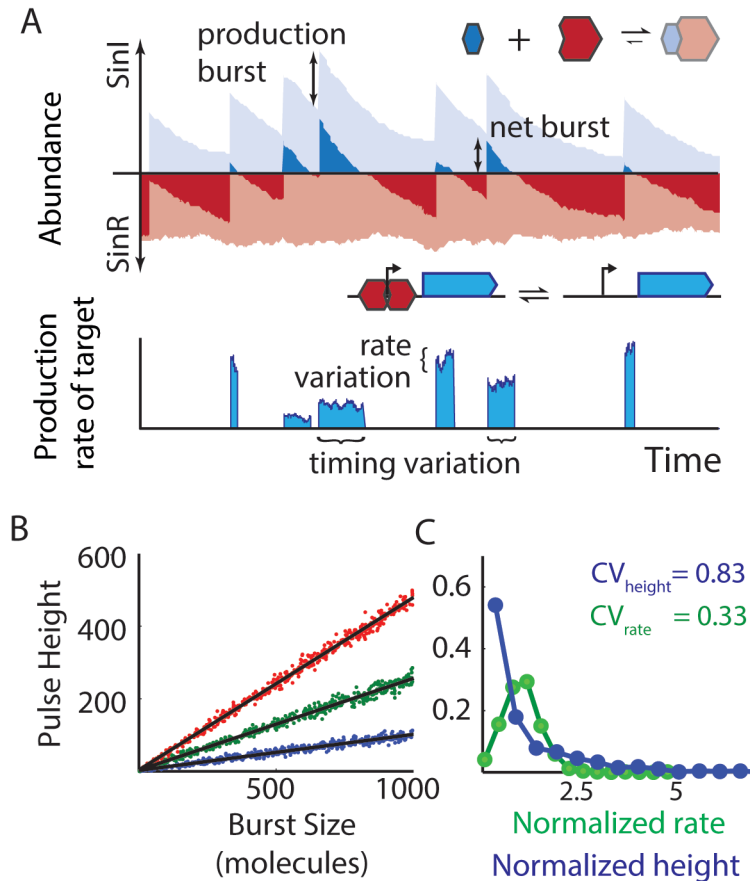 A
production
burst
+
net burst
SinI
Abundance
SinR
Production
rate of target
rate
variation
timing variation
Time
B
Pulse Height
600
400
200
500
1000
Burst Size
(molecules)
C
CVheight= 0.83
CVrate = 0.33
0.6
0.4
0.2
2.5
5
Normalized rate
Normalized height